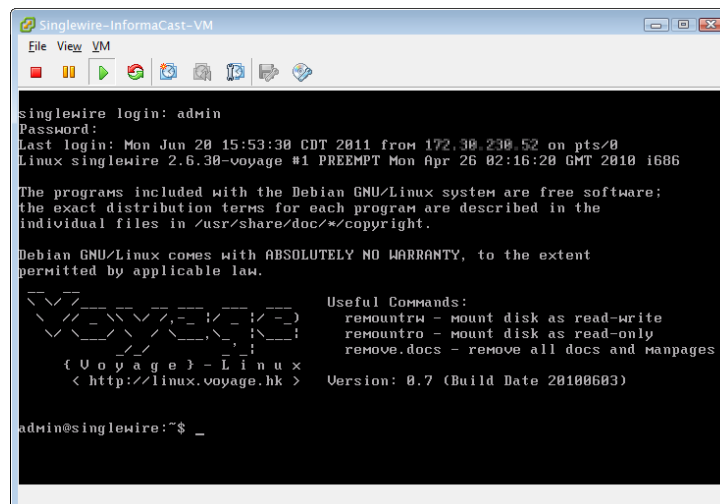 Singlewire-InformaCast-VM
File View VM
singlewire login: admin
Password:
Last login: Mon Jun 20 15:53:30 CDT 2011 from 172.30.230.52 on pts/0
Linux singlewire 2.6.30-voyage #1 PREEMPT Mon Apr 26 02:16:20 GMT 2010 i686
The programs included with the Debian GNU/Linux system are free software;
the exact distribution terms for each program are described in the
individual files in /usr/share/doc/*/copyright.
Debian GNU/Linux comes with ABSOLUTELY NO WARRANTY, to the extent
permitted by applicable law.
Useful Commands:
remountrw - mount disk as read-write
remountro - mount disk as read-only
remove.docs - remove all docs and manpages
{ V o y a g e } - L i n u x
< http://linux.voyage.hk > Version: 0.7 (Build Date 20100603)
admin@singlewire:~$ _